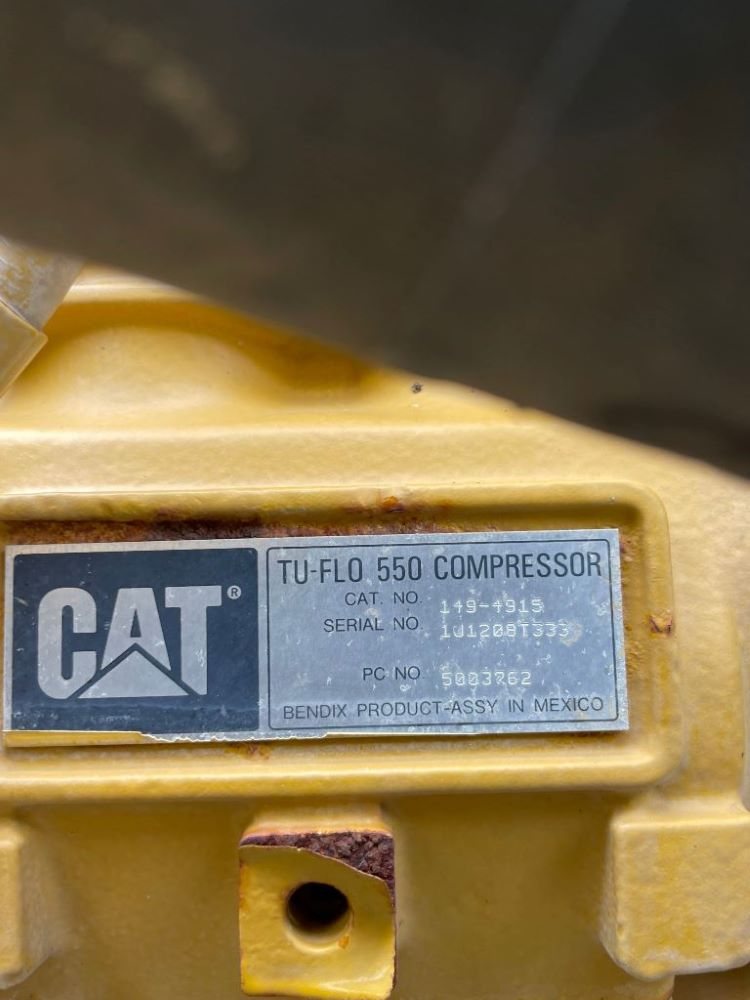 CAT®
TU-FLO 550 COMPRESSOR
CAT. NO. 149-4915
SERIAL NO.
PC NO 5003762
BENDIX PRODUCT-ASSY IN MEXICO